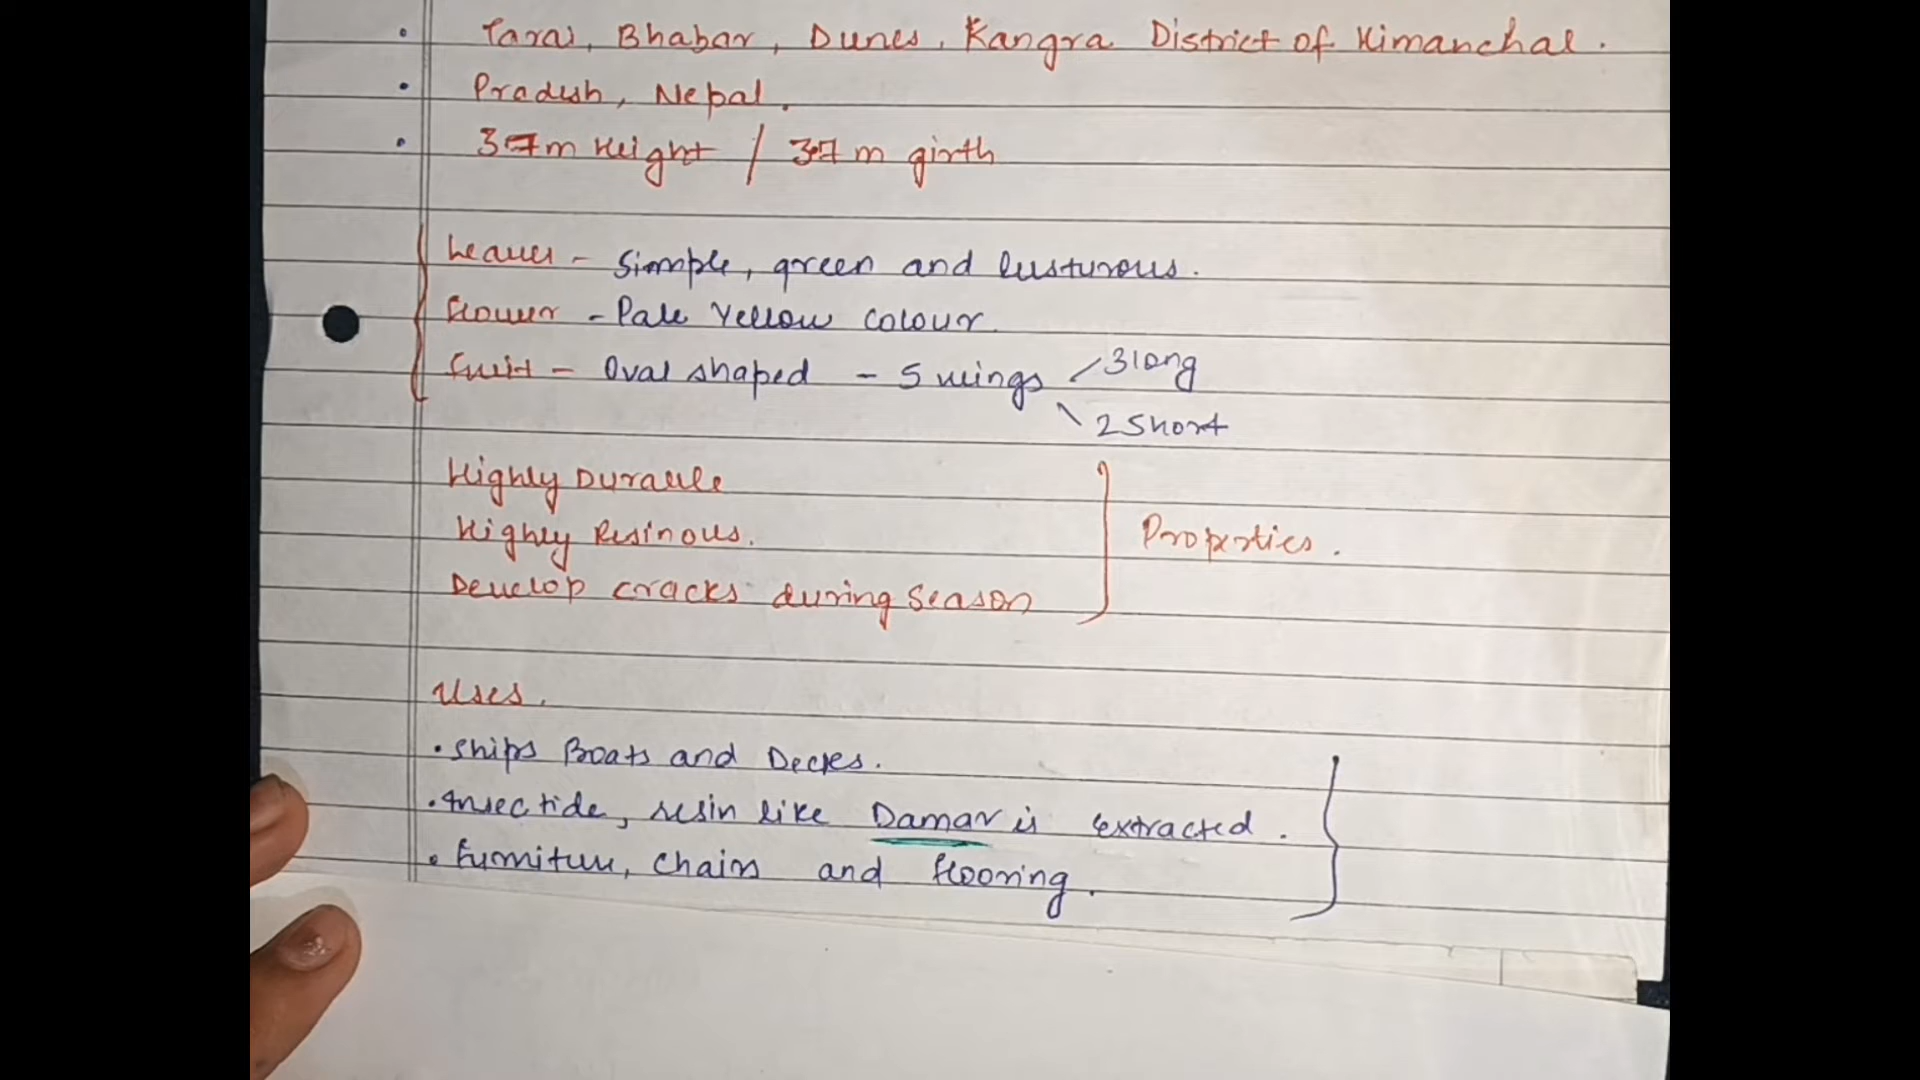 • Tarai, Bhabar, Dunes, Kangra District of Himanchal.
• Pradesh, Nepal.
• 37m Height / 37 m girth
Leaves - Simple, green and lusturous.
Flower - Pale Yellow colour.
Fruit - Oval shaped - 5 wings 3 long
2 Short
Highly Durable
Highly Resinous.
Develop cracks during Season
Properties.
Uses.
• Ships Boats and Decks.
• Insectide, resin like Damar is extracted.
• Furniture, Chairs and flooring.